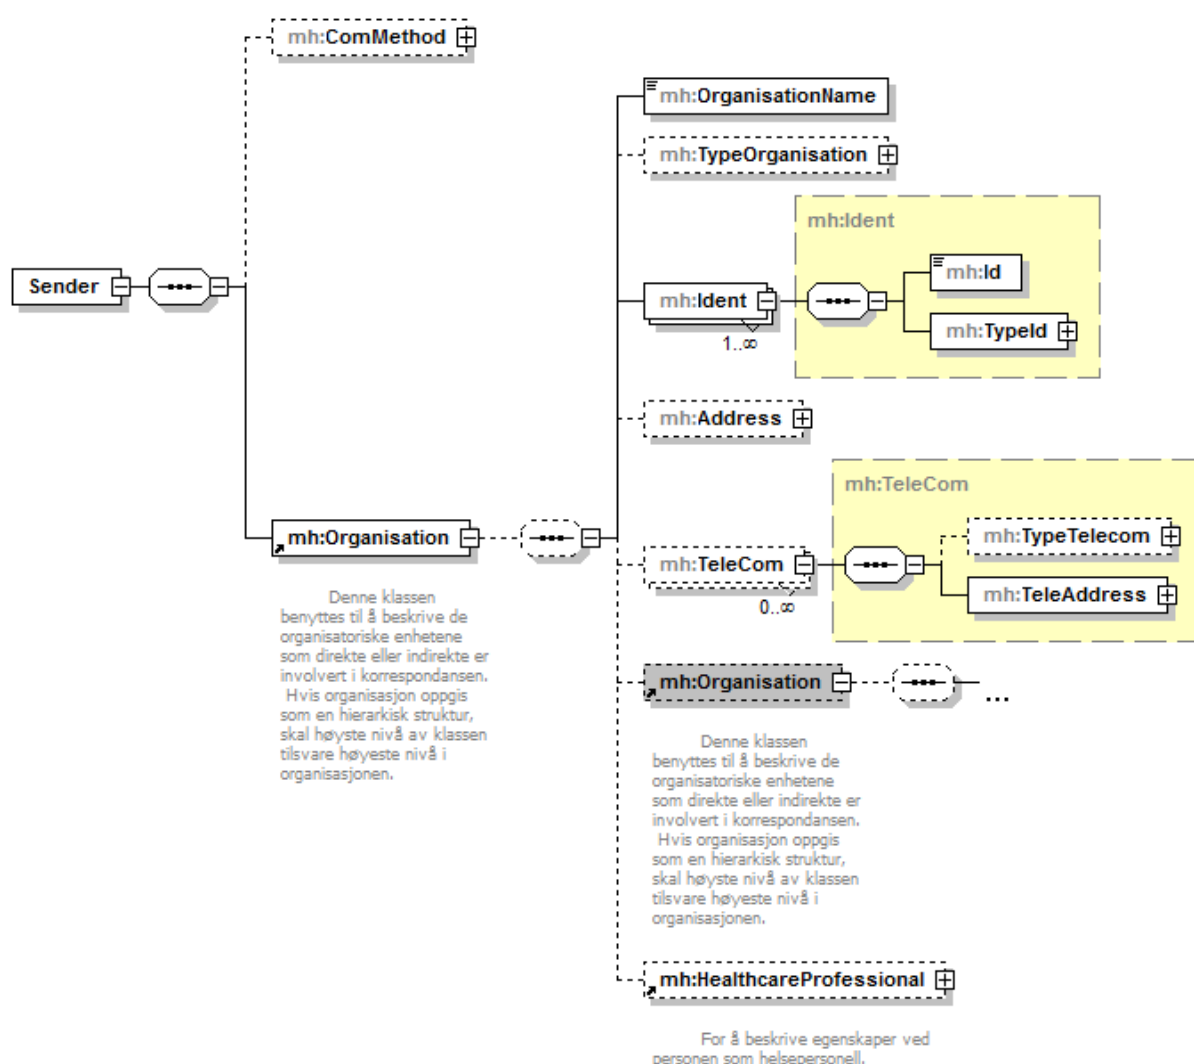 mh:ComMethod
mh:OrganisationName
mh:TypeOrganisation
mh:Ident
mh:Id
Sender
mh:Ident
1..∞
mh:TypeId
mh:Address
mh:TeleCom
mh:TypeTelecom
mh:Organisation
mh:TeleCom
0..∞
mh:TeleAddress
Denne klassen
benyttes til å beskrive de
organisatoriske enhetene
som direkte eller indirekte er
involvert i korrespondansen.
Hvis organisasjon oppgis
som en hierarkisk struktur,
skal høyste nivå av klassen
tilsvare høyeste nivå i
organisasjonen.
mh:Organisation
...
Denne klassen
benyttes til å beskrive de
organisatoriske enhetene
som direkte eller indirekte er
involvert i korrespondansen.
Hvis organisasjon oppgis
som en hierarkisk struktur,
skal høyste nivå av klassen
tilsvare høyeste nivå i
organisasjonen.
mh:HealthcareProfessional
For å beskrive egenskaper ved
personen som helsepersonell.